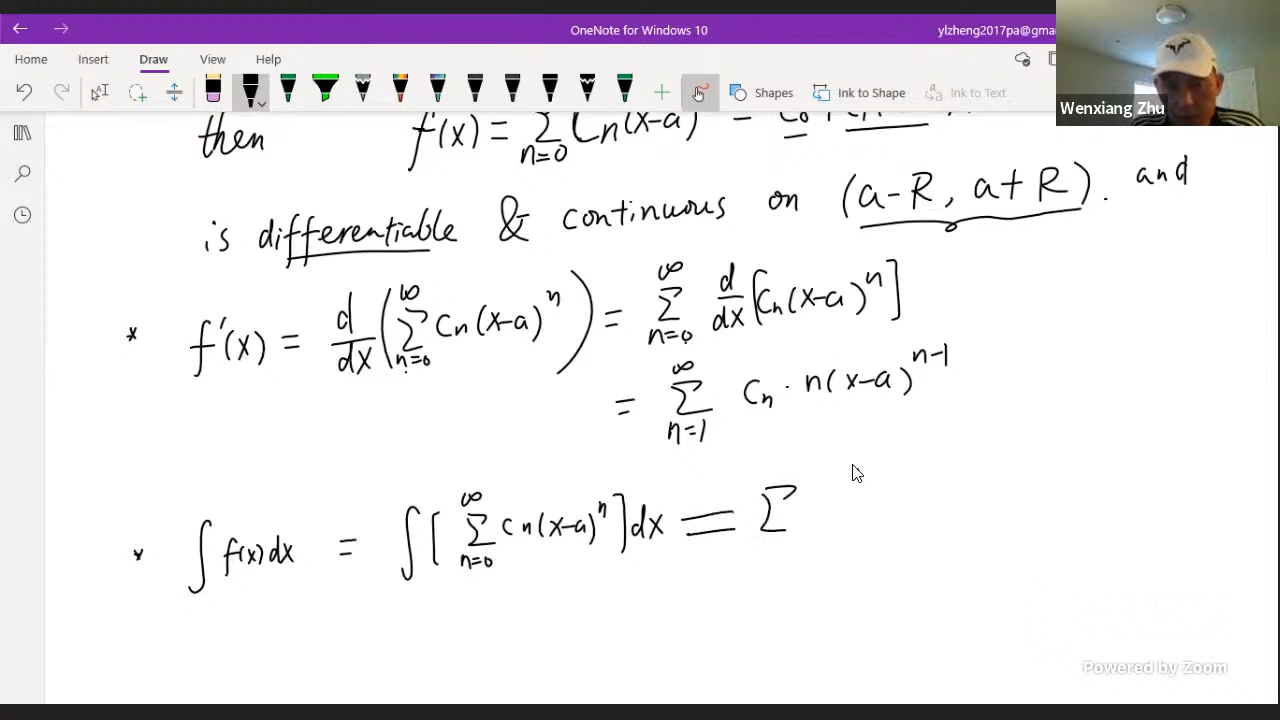 OneNote for Windows 10
ylzheng2017pa@gma
Home Insert Draw View Help
Shapes Ink to Shape Ink to Text
Wenxiang Zhu
then f(x) = ∑ n=0 Cn(x-a) = C0 +
is differentiable & continuous on (a-R, a+R). and
* f'(x) = d/dx (∑ n=0 ∞ Cn(x-a)^n) = ∑ n=0 ∞ d/dx [Cn(x-a)^n]
= ∑ n=1 ∞ Cn · n(x-a)^n-1
* ∫ f(x)dx = ∫ [∑ n=0 ∞ Cn(x-a)^n] dx = ∑
Powered by Zoom